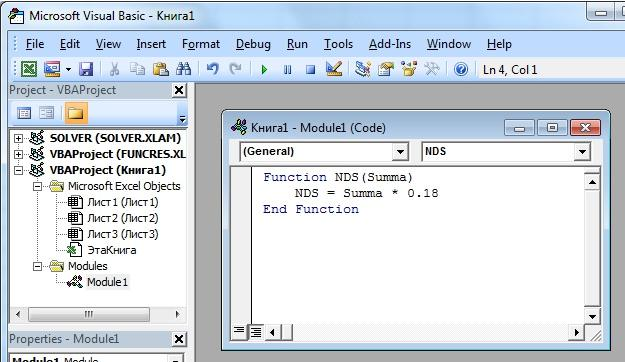 Microsoft Visual Basic - Книга1
File Edit View Insert Format Debug Run Tools Add-Ins Window Help
Ln 4, Col 1
Project - VBAProject
SOLVER (SOLVER.XLAM)
VBAProject (FUNCRES.XL
VBAProject (Книга1)
Microsoft Excel Objects
Лист1 (Лист1)
Лист2 (Лист2)
Лист3 (Лист3)
ЭтаКнига
Modules
Module1
Properties - Module1
Module1 Module
Книга1 - Module1 (Code)
(General)
NDS
Function NDS(Summa)
NDS = Summa * 0.18
End Function